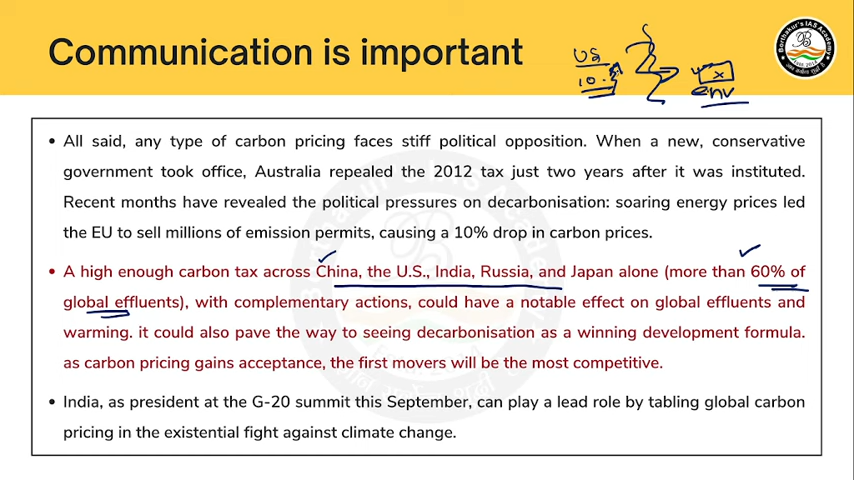 Communication is important
US
10.
env
Borthakur's IAS Academy
B
All said, any type of carbon pricing faces stiff political opposition. When a new, conservative
government took office, Australia repealed the 2012 tax just two years after it was instituted.
Recent months have revealed the political pressures on decarbonisation: soaring energy prices led
the EU to sell millions of emission permits, causing a 10% drop in carbon prices.
A high enough carbon tax across China, the U.S., India, Russia, and Japan alone (more than 60% of
global effluents), with complementary actions, could have a notable effect on global effluents and
warming. it could also pave the way to seeing decarbonisation as a winning development formula.
as carbon pricing gains acceptance, the first movers will be the most competitive.
India, as president at the G-20 summit this September, can play a lead role by tabling global carbon
pricing in the existential fight against climate change.